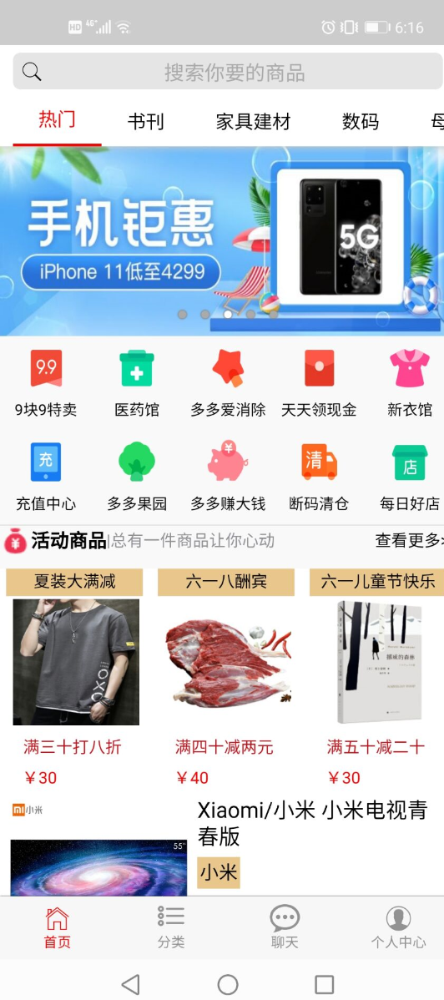 HD 46 6:16
搜索你要的商品
热门 书刊 家具建材 数码
手机钜惠
iPhone 11低至4299
5G
9.9
9块9特卖 医药馆 多多爱消除 天天领现金 新衣馆
充 ¥ 清 店
充值中心 多多果园 多多赚大钱 断码清仓 每日好店
¥ 活动商品|总有一件商品让你心动 查看更多>
夏装大满减 六一八酬宾 六一儿童节快乐
挪威的森林
满三十打八折 满四十减两元 满五十减二十
￥30 ￥40 ￥30
mi 小米
Xiaomi/小米 小米电视青
春版
55"
小米
首页 分类 聊天 个人中心